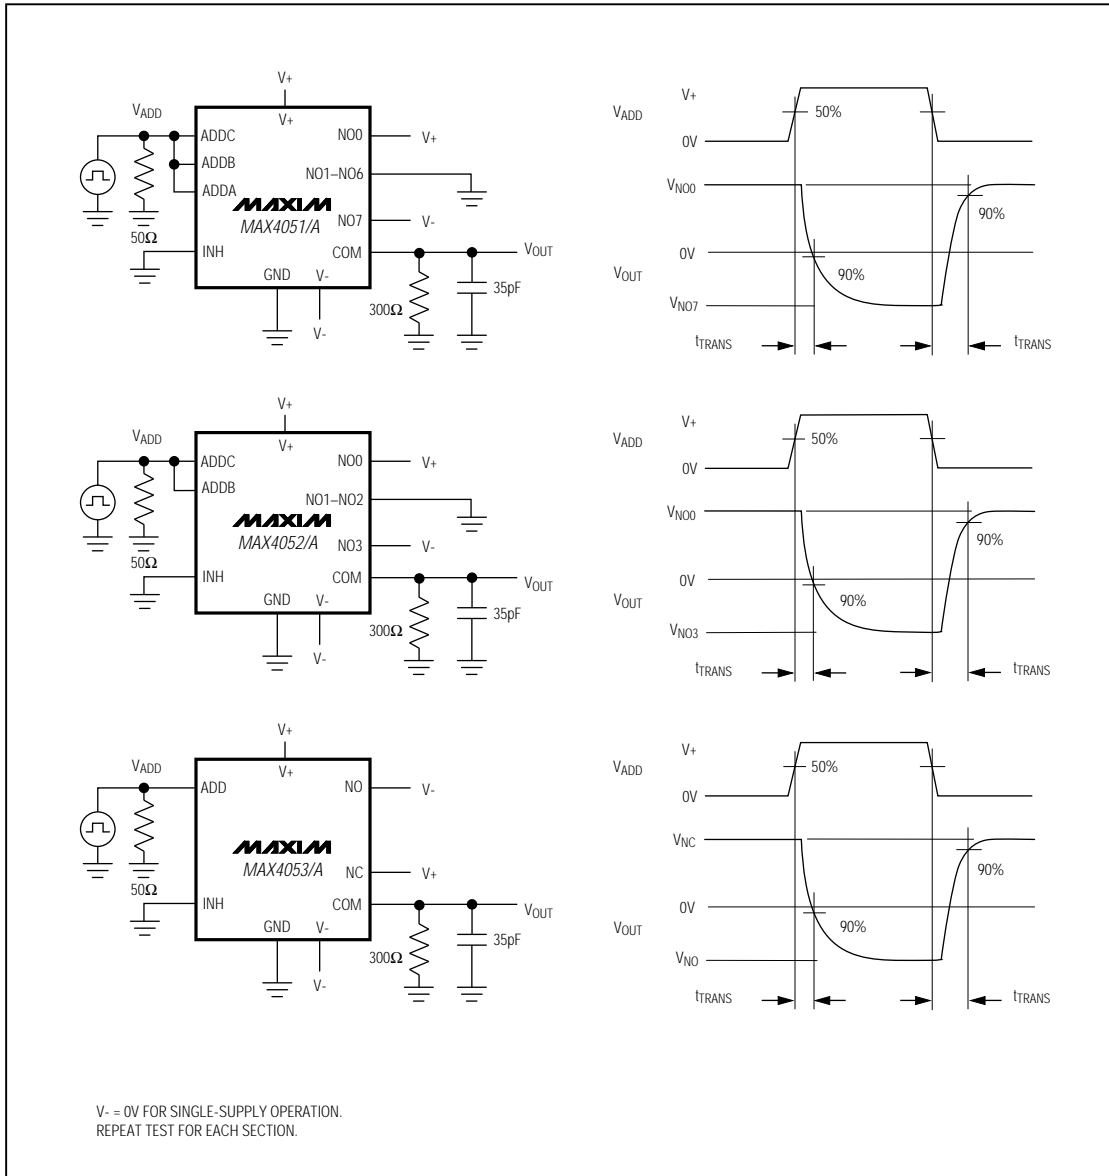 V+
VADD
V+
ADDC
ADDB
ADDA
NO0
V+
NO1–NO6
MAXIM
MAX4051/A
NO7
V-
50Ω
INH
COM
VOUT
GND
V-
300Ω
35pF
V-
V+
VADD
50%
0V
VNO0
90%
0V
VOUT
90%
VNO7
tTRANS
tTRANS
V+
VADD
V+
ADDC
ADDB
NO0
V+
NO1–NO2
MAXIM
MAX4052/A
NO3
V-
50Ω
INH
COM
VOUT
GND
V-
300Ω
35pF
V-
V+
VADD
50%
0V
VNO0
90%
0V
VOUT
90%
VNO3
tTRANS
tTRANS
V+
VADD
V+
ADD
NO
V-
MAXIM
MAX4053/A
NC
V+
50Ω
INH
COM
VOUT
GND
V-
300Ω
35pF
V-
V+
VADD
50%
0V
VNC
90%
0V
VOUT
90%
VNO
tTRANS
tTRANS
V- = 0V FOR SINGLE-SUPPLY OPERATION.
REPEAT TEST FOR EACH SECTION.